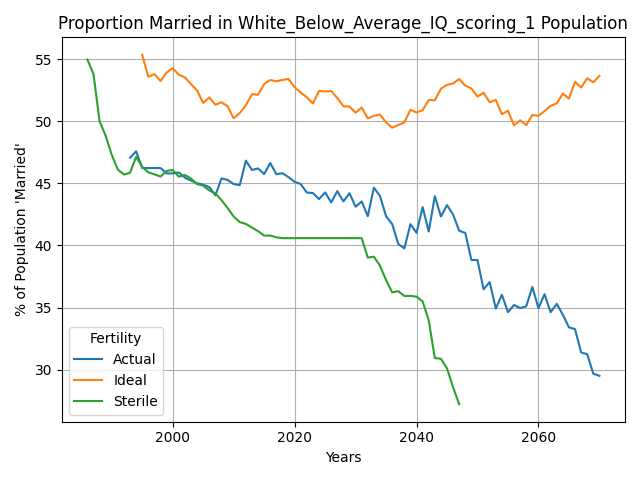 Proportion Married in White_Below_Average_IQ_scoring_1 Population
% of Population 'Married'
55
50
45
40
35
30
Fertility
Actual
Ideal
Sterile
2000 2020 2040 2060
Years